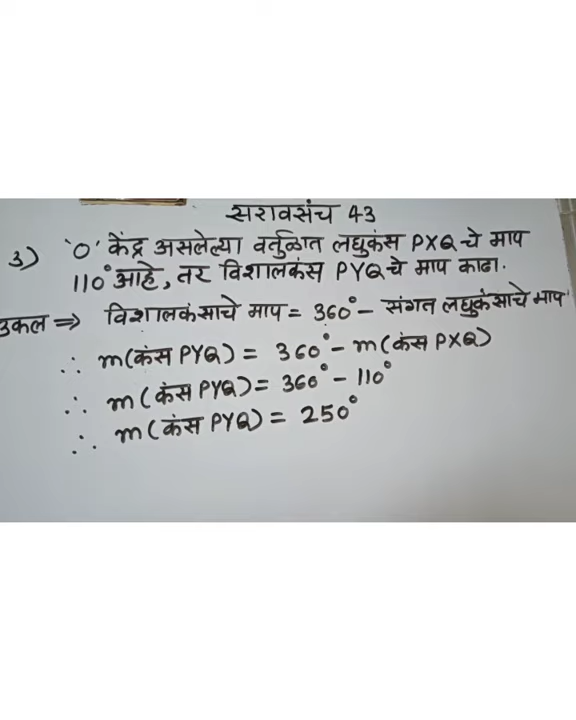 सरावसंच 43
3) 'O' केंद्र असलेल्या वर्तुळात लघुकंस PXQ चे माप
110° आहे, तर विशालकंस PYQ चे माप काढा.
उकल ⇒ विशालकंसाचे माप = 360° - संगत लघुकंसाचे माप
∴ m(कंस PYQ) = 360° - m(कंस PXQ)
∴ m(कंस PYQ) = 360° - 110°
∴ m(कंस PYQ) = 250°